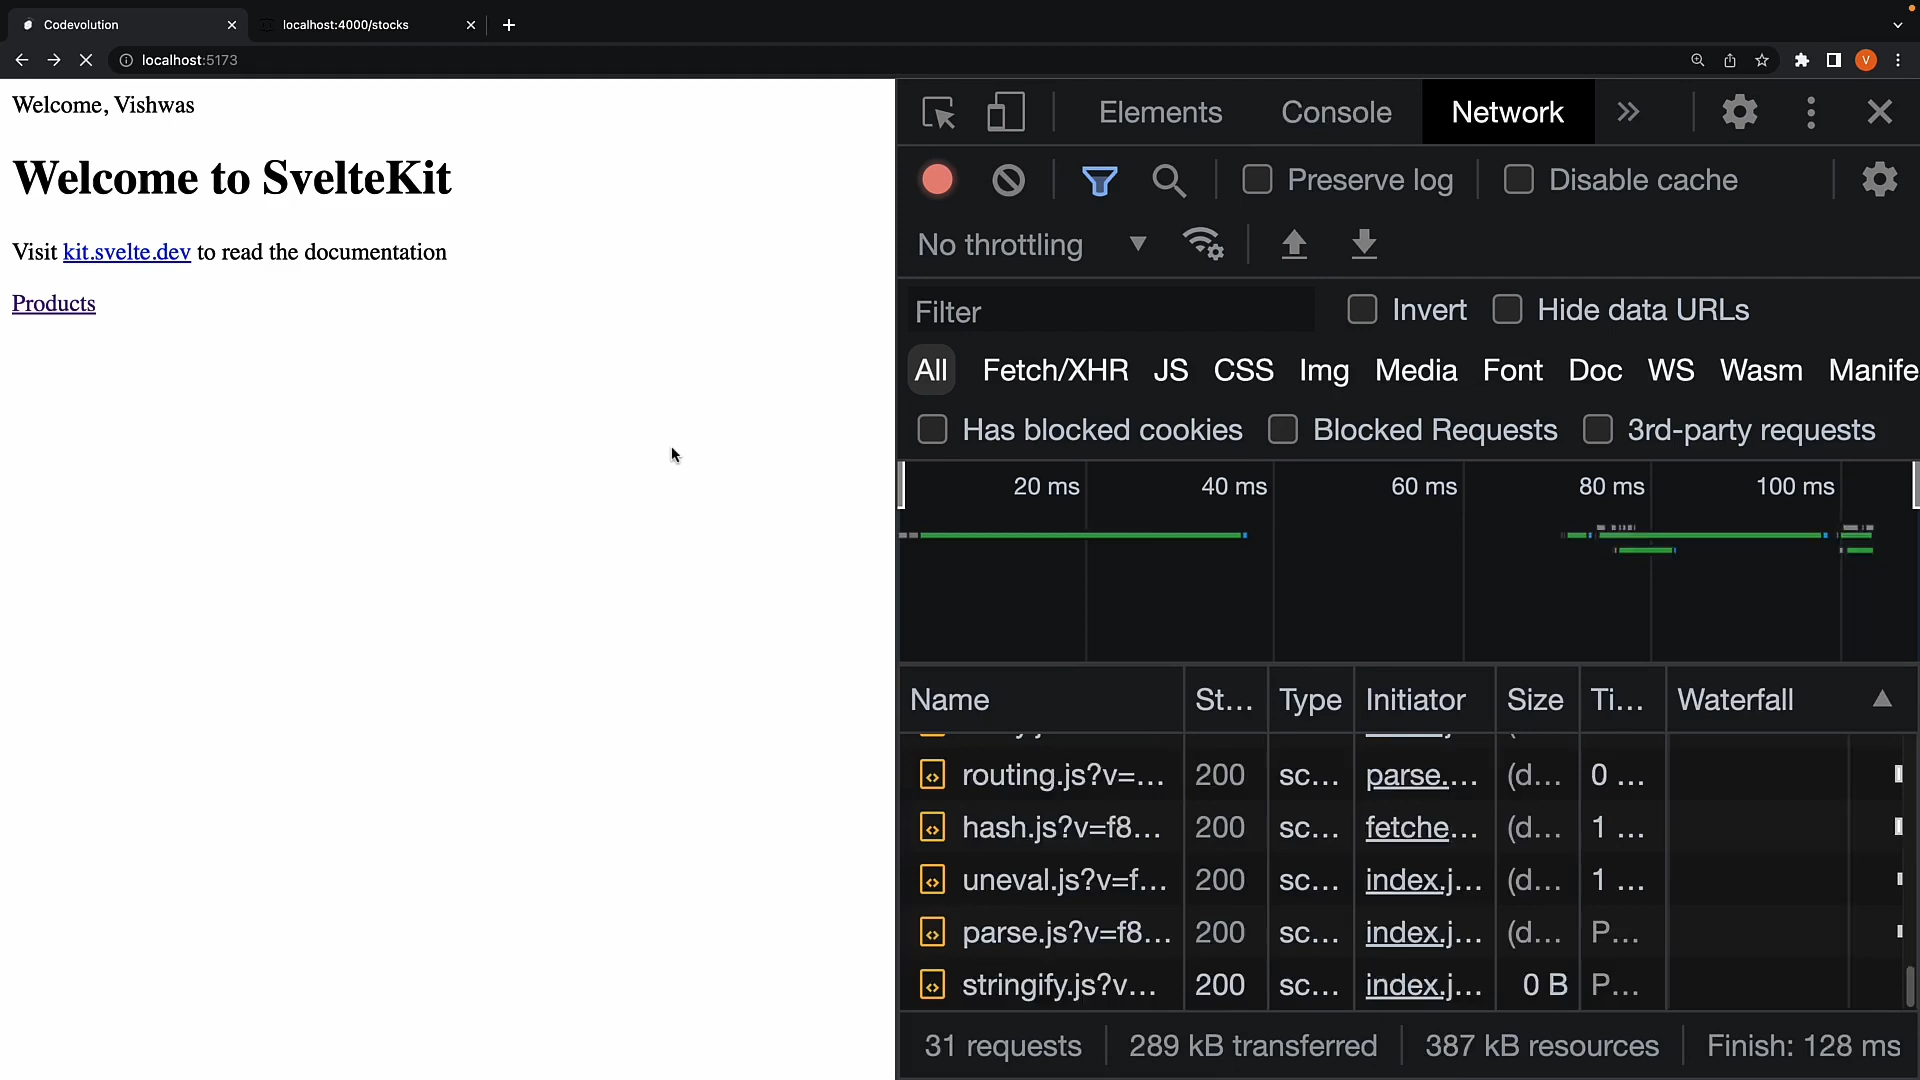 Codevolution
localhost:4000/stocks
localhost:5173
V
Welcome, Vishwas
Welcome to SvelteKit
Visit kit.svelte.dev to read the documentation
Products
Elements Console Network
Preserve log Disable cache
No throttling
Filter Invert Hide data URLs
All Fetch/XHR JS CSS Img Media Font Doc WS Wasm Manife
Has blocked cookies Blocked Requests 3rd-party requests
20 ms 40 ms 60 ms 80 ms 100 ms
Name St... Type Initiator Size Ti... Waterfall
routing.js?v=... 200 sc... parse.... (d... 0 ...
hash.js?v=f8... 200 sc... fetche... (d... 1 ...
uneval.js?v=f... 200 sc... index.j... (d... 1 ...
parse.js?v=f8... 200 sc... index.j... (d... P...
stringify.js?v... 200 sc... index.j... 0 B P...
31 requests 289 kB transferred 387 kB resources Finish: 128 ms